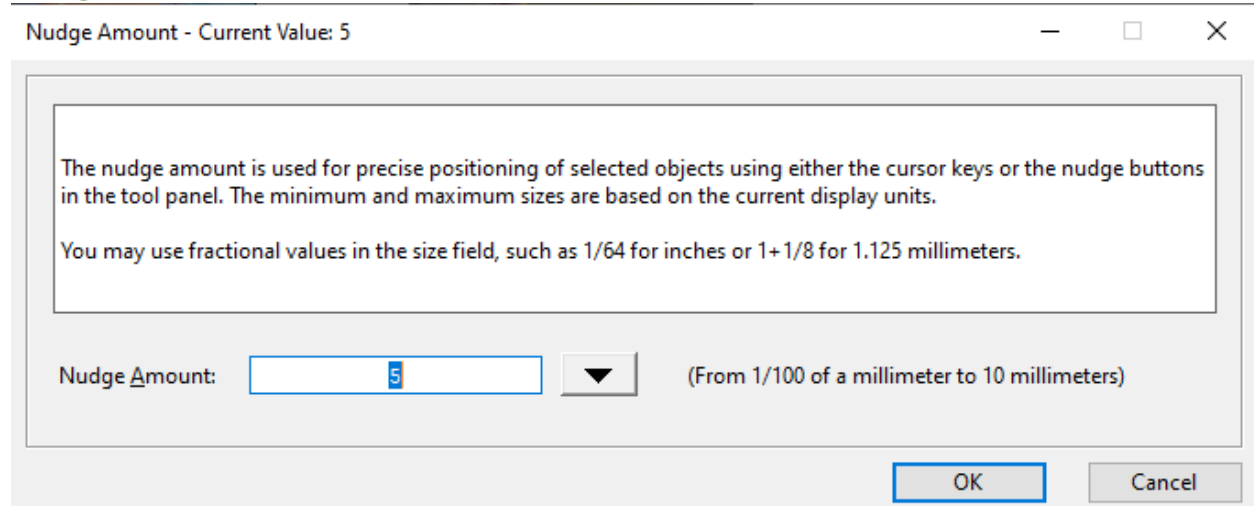 Nudge Amount - Current Value: 5
The nudge amount is used for precise positioning of selected objects using either the cursor keys or the nudge buttons
in the tool panel. The minimum and maximum sizes are based on the current display units.
You may use fractional values in the size field, such as 1/64 for inches or 1+1/8 for 1.125 millimeters.
Nudge Amount: 5 (From 1/100 of a millimeter to 10 millimeters)
OK Cancel